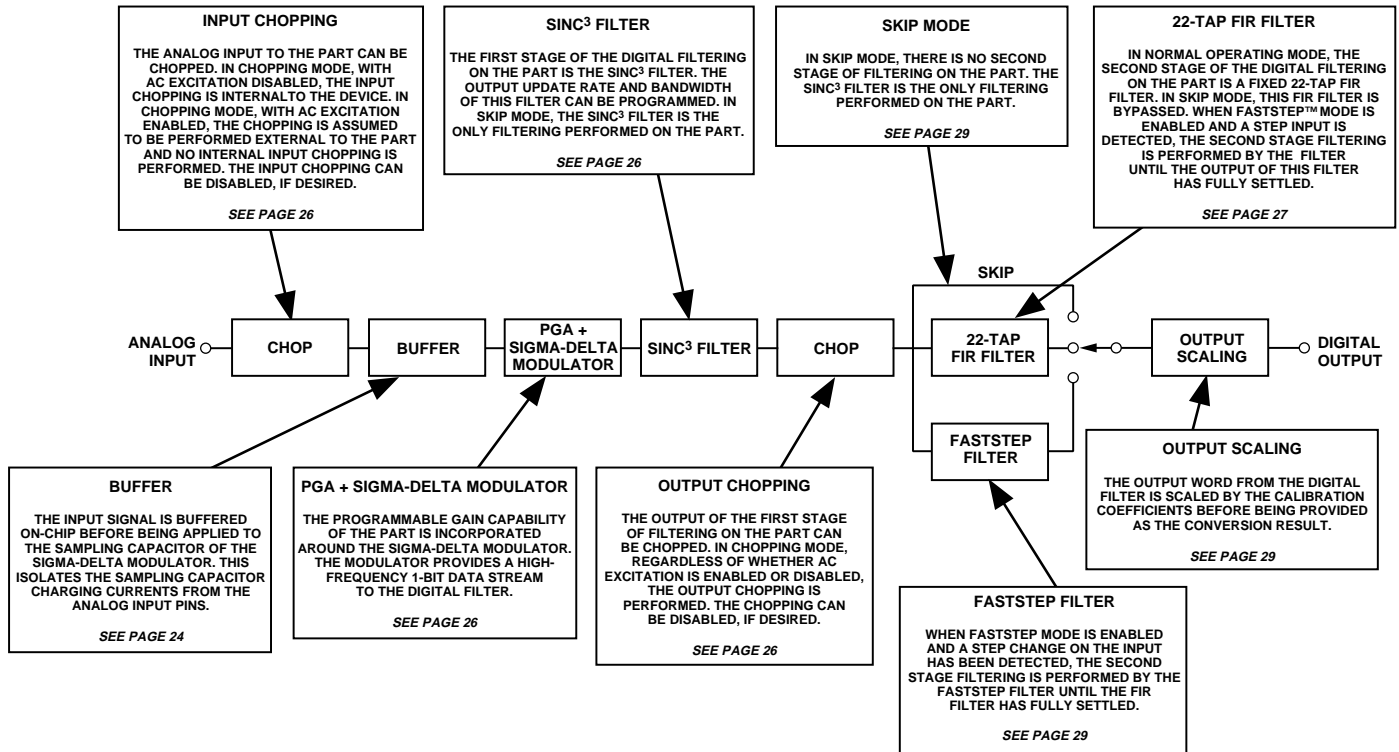 INPUT CHOPPING
THE ANALOG INPUT TO THE PART CAN BE
CHOPPED. IN CHOPPING MODE, WITH
AC EXCITATION DISABLED, THE INPUT
CHOPPING IS INTERNALTO THE DEVICE. IN
CHOPPING MODE, WITH AC EXCITATION
ENABLED, THE CHOPPING IS ASSUMED
TO BE PERFORMED EXTERNAL TO THE PART
AND NO INTERNAL INPUT CHOPPING IS
PERFORMED. THE INPUT CHOPPING CAN
BE DISABLED, IF DESIRED.
SEE PAGE 26
SINC³ FILTER
THE FIRST STAGE OF THE DIGITAL FILTERING
ON THE PART IS THE SINC³ FILTER. THE
OUTPUT UPDATE RATE AND BANDWIDTH
OF THIS FILTER CAN BE PROGRAMMED. IN
SKIP MODE, THE SINC³ FILTER IS THE
ONLY FILTERING PERFORMED ON THE PART.
SEE PAGE 26
SKIP MODE
IN SKIP MODE, THERE IS NO SECOND
STAGE OF FILTERING ON THE PART. THE
SINC³ FILTER IS THE ONLY FILTERING
PERFORMED ON THE PART.
SEE PAGE 29
22-TAP FIR FILTER
IN NORMAL OPERATING MODE, THE
SECOND STAGE OF THE DIGITAL FILTERING
ON THE PART IS A FIXED 22-TAP FIR
FILTER. IN SKIP MODE, THIS FIR FILTER IS
BYPASSED. WHEN FASTSTEP™ MODE IS
ENABLED AND A STEP INPUT IS
DETECTED, THE SECOND STAGE FILTERING
IS PERFORMED BY THE FILTER
UNTIL THE OUTPUT OF THIS FILTER
HAS FULLY SETTLED.
SEE PAGE 27
SKIP
ANALOG
INPUT
CHOP
BUFFER
PGA +
SIGMA-DELTA
MODULATOR
SINC³ FILTER
CHOP
22-TAP
FIR FILTER
OUTPUT
SCALING
DIGITAL
OUTPUT
FASTSTEP
FILTER
BUFFER
THE INPUT SIGNAL IS BUFFERED
ON-CHIP BEFORE BEING APPLIED TO
THE SAMPLING CAPACITOR OF THE
SIGMA-DELTA MODULATOR. THIS
ISOLATES THE SAMPLING CAPACITOR
CHARGING CURRENTS FROM THE
ANALOG INPUT PINS.
SEE PAGE 24
PGA + SIGMA-DELTA MODULATOR
THE PROGRAMMABLE GAIN CAPABILITY
OF THE PART IS INCORPORATED
AROUND THE SIGMA-DELTA MODULATOR.
THE MODULATOR PROVIDES A HIGH-
FREQUENCY 1-BIT DATA STREAM
TO THE DIGITAL FILTER.
SEE PAGE 26
OUTPUT CHOPPING
THE OUTPUT OF THE FIRST STAGE
OF FILTERING ON THE PART CAN
BE CHOPPED. IN CHOPPING MODE,
REGARDLESS OF WHETHER AC
EXCITATION IS ENABLED OR DISABLED,
THE OUTPUT CHOPPING IS
PERFORMED. THE CHOPPING CAN
BE DISABLED, IF DESIRED.
SEE PAGE 26
OUTPUT SCALING
THE OUTPUT WORD FROM THE DIGITAL
FILTER IS SCALED BY THE CALIBRATION
COEFFICIENTS BEFORE BEING PROVIDED
AS THE CONVERSION RESULT.
SEE PAGE 29
FASTSTEP FILTER
WHEN FASTSTEP MODE IS ENABLED
AND A STEP CHANGE ON THE INPUT
HAS BEEN DETECTED, THE SECOND
STAGE FILTERING IS PERFORMED BY THE
FASTSTEP FILTER UNTIL THE FIR
FILTER HAS FULLY SETTLED.
SEE PAGE 29